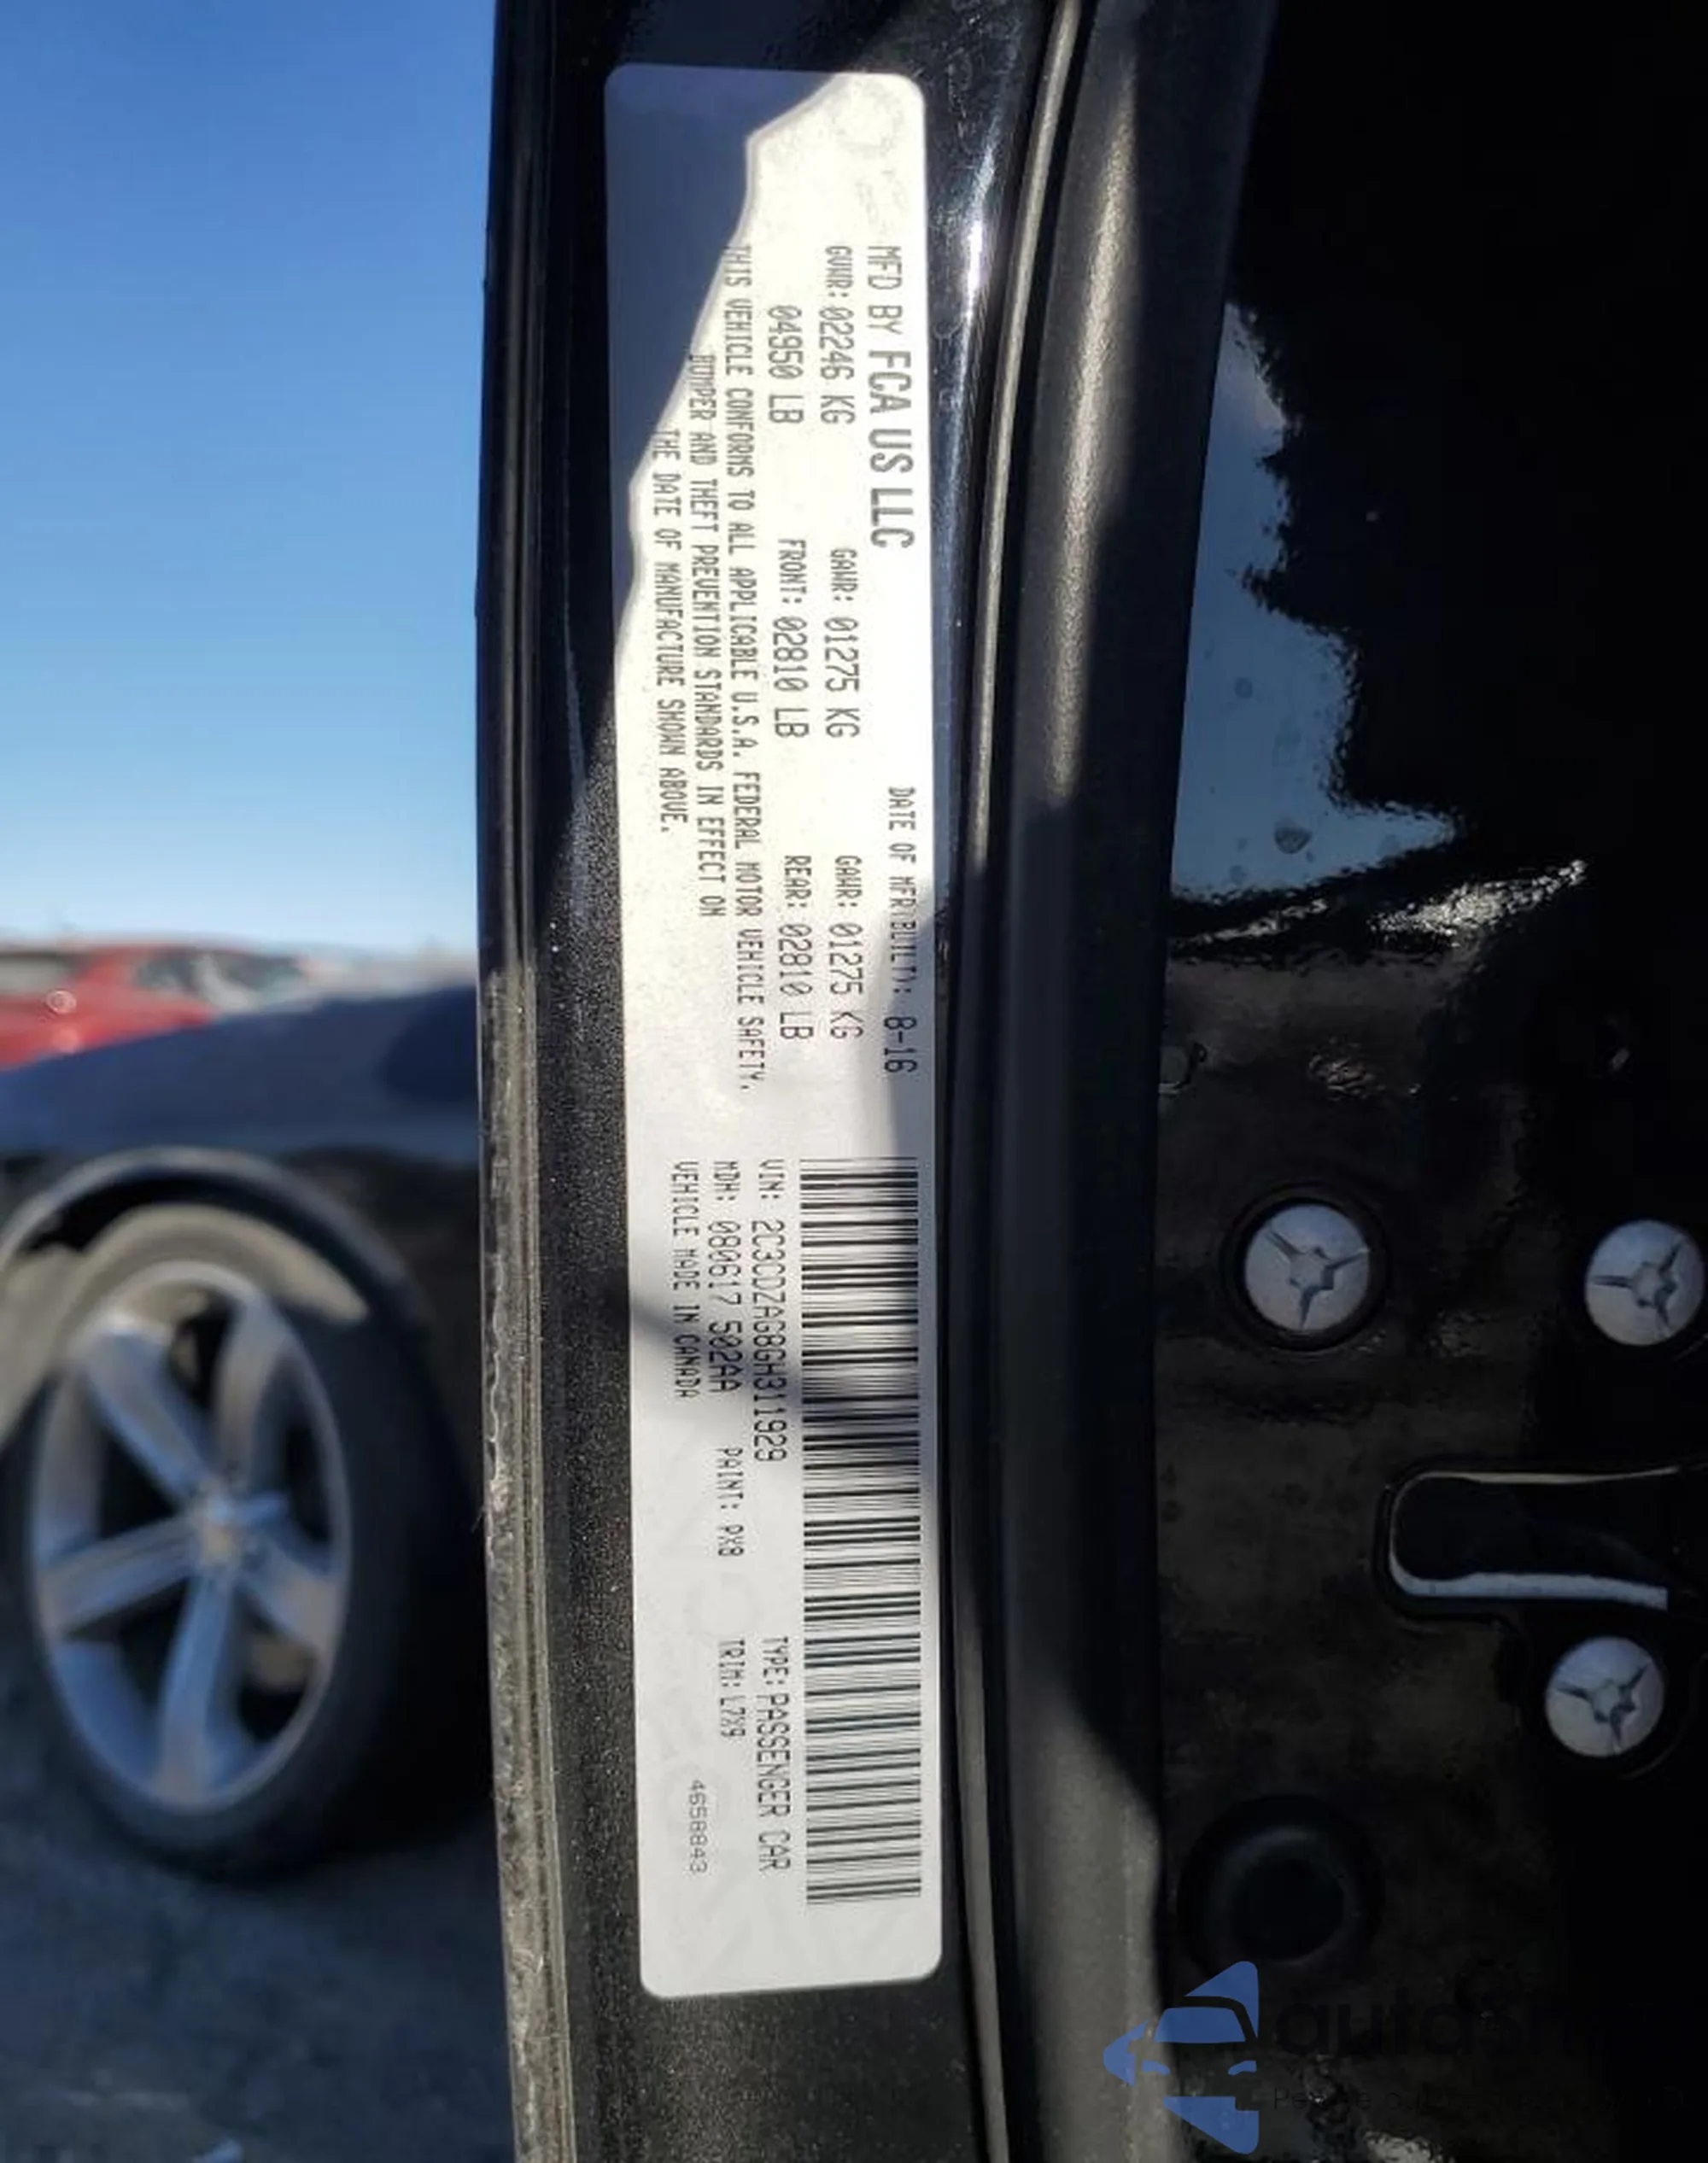 MFD BY FCA US LLC
DATE OF MFR
8-16
GVWR: 02246 KG
GAWR: 01275 KG
GAWR: 01275 KG
04950 LB
FRONT: 02810 LB
REAR: 02810 LB
THIS VEHICLE CONFORMS TO ALL APPLICABLE U.S.A. FEDERAL MOTOR VEHICLE SAFETY,
BUMPER AND THEFT PREVENTION STANDARDS IN EFFECT ON
THE DATE OF MANUFACTURE SHOWN ABOVE.
VIN: 2C3CDZAG8GH311929
TYPE: PASSENGER CAR
MDH: 080617 502AA
PAINT: PX8
TRIM: L7X9
VEHICLE MADE IN CANADA
4658843